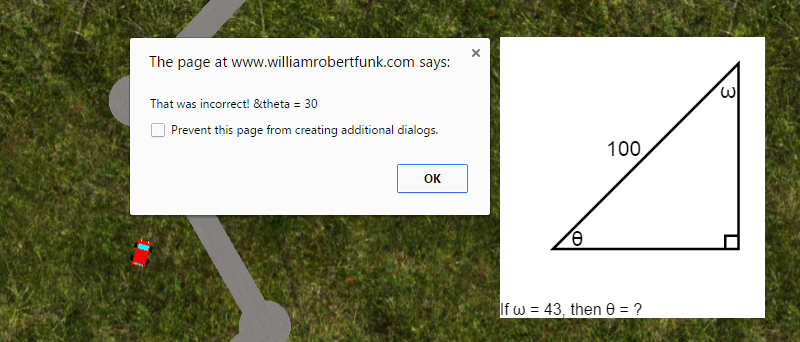 The page at www.williamrobertfunk.com says:
That was incorrect! &theta = 30
Prevent this page from creating additional dialogs.
OK
ω
100
θ
If ω = 43, then θ = ?